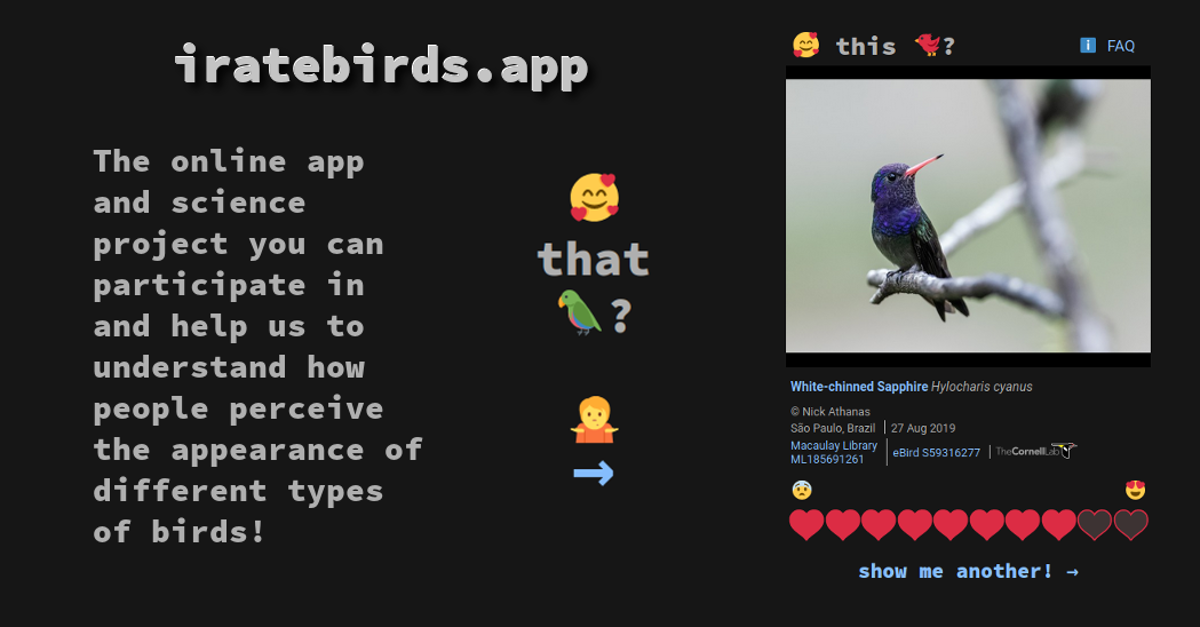 iratebirds.app
The online app
and science
project you can
participate in
and help us to
understand how
people perceive
the appearance of
different types
of birds!
🥰
that
🦜?
🤷
→
🥰 this 🐦?
ℹ️ FAQ
White-chinned Sapphire Hylocharis cyanus
© Nick Athanas
São Paulo, Brazil | 27 Aug 2019
Macaulay Library
ML185691261
eBird S59316277
TheCornellLab
show me another! →